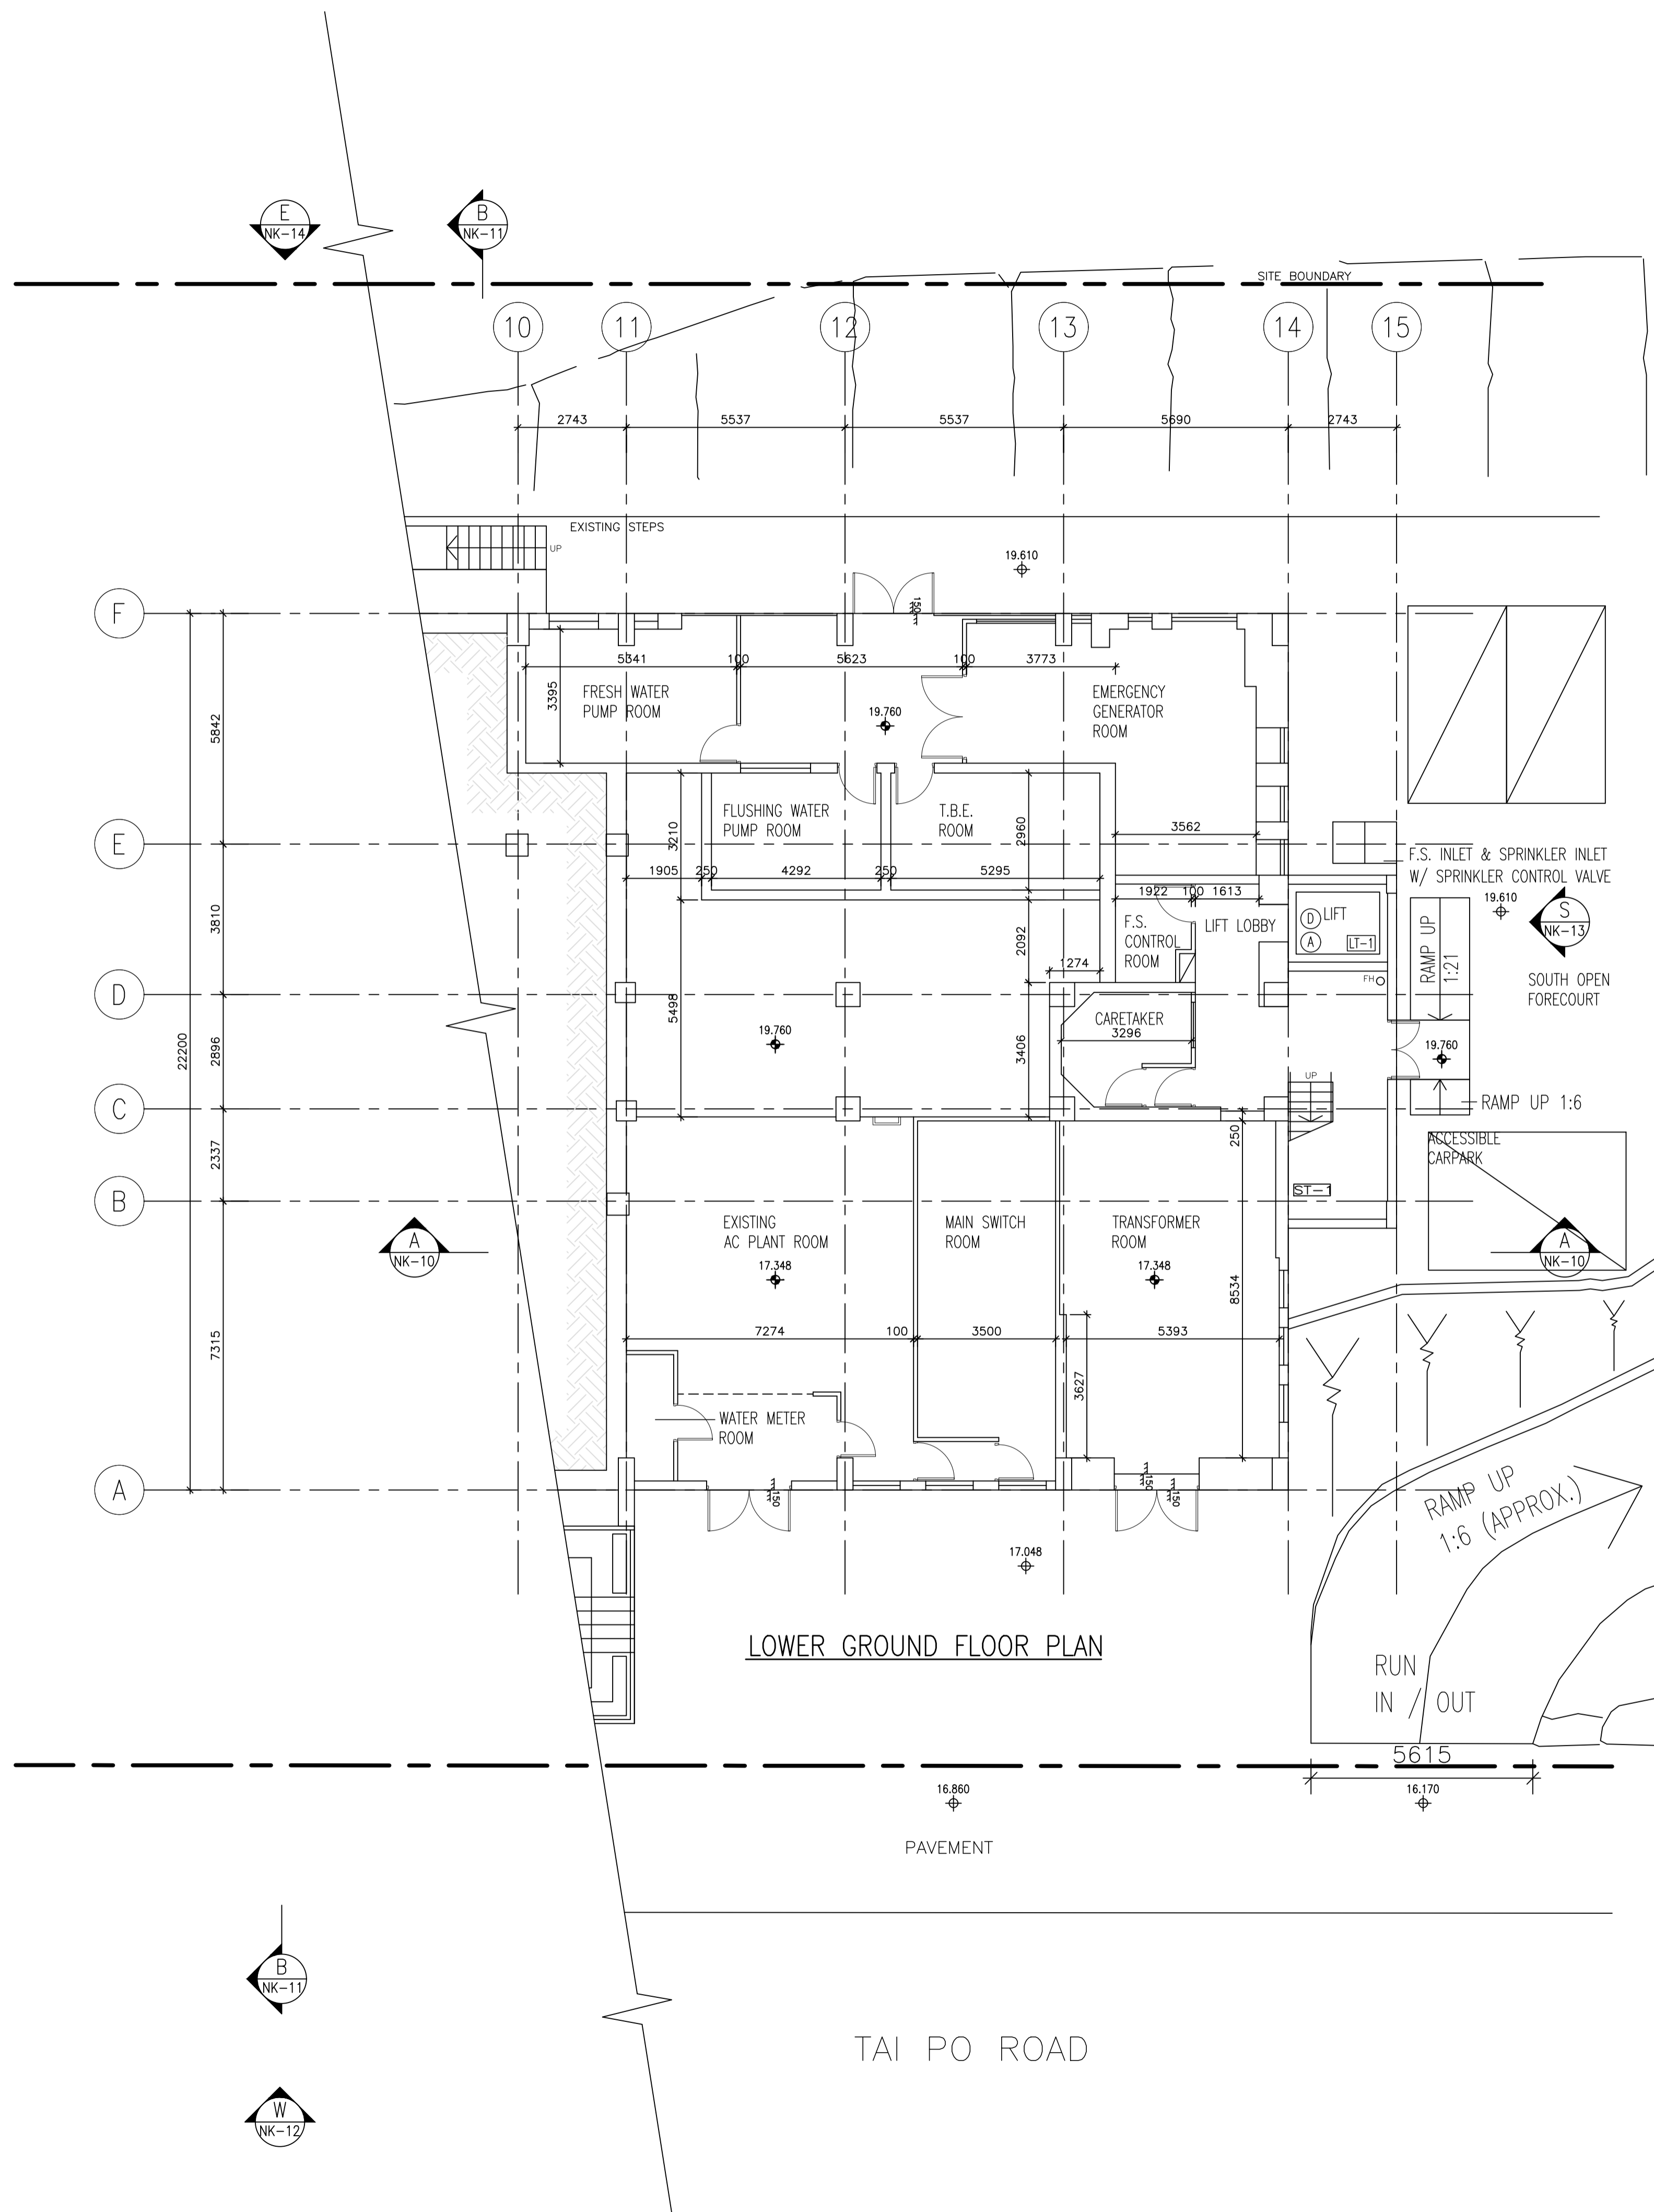 E
NK-14
B
NK-11
SITE BOUNDARY
10
11
12
13
14
15
2743
5537
5537
5690
2743
EXISTING STEPS
UP
19.610
F
150
5341
100
5623
100
3773
3395
FRESH WATER
PUMP ROOM
19.760
EMERGENCY
GENERATOR
ROOM
5842
FLUSHING WATER
PUMP ROOM
T.B.E.
ROOM
3210
2960
3562
E
F.S. INLET & SPRINKLER INLET
W/ SPRINKLER CONTROL VALVE
1905
250
4292
250
5295
1922
100
1613
19.610
3810
F.S.
CONTROL
ROOM
LIFT LOBBY
D
LIFT
A
LT-1
RAMP UP
1:21
S
NK-13
2092
1274
FH
SOUTH OPEN
FORECOURT
D
5498
CARETAKER
3296
22200
2896
19.760
3406
19.760
UP
C
RAMP UP 1:6
2337
250
ACCESSIBLE
CARPARK
B
ST-1
EXISTING
AC PLANT ROOM
MAIN SWITCH
ROOM
TRANSFORMER
ROOM
A
NK-10
A
NK-10
17.348
17.348
8534
7315
7274
100
3500
5393
3627
WATER METER
ROOM
A
150
150
150
RAMP UP
1:6 (APPROX.)
17.048
LOWER GROUND FLOOR PLAN
RUN
IN / OUT
5615
16.860
16.170
PAVEMENT
B
NK-11
TAI PO ROAD
W
NK-12